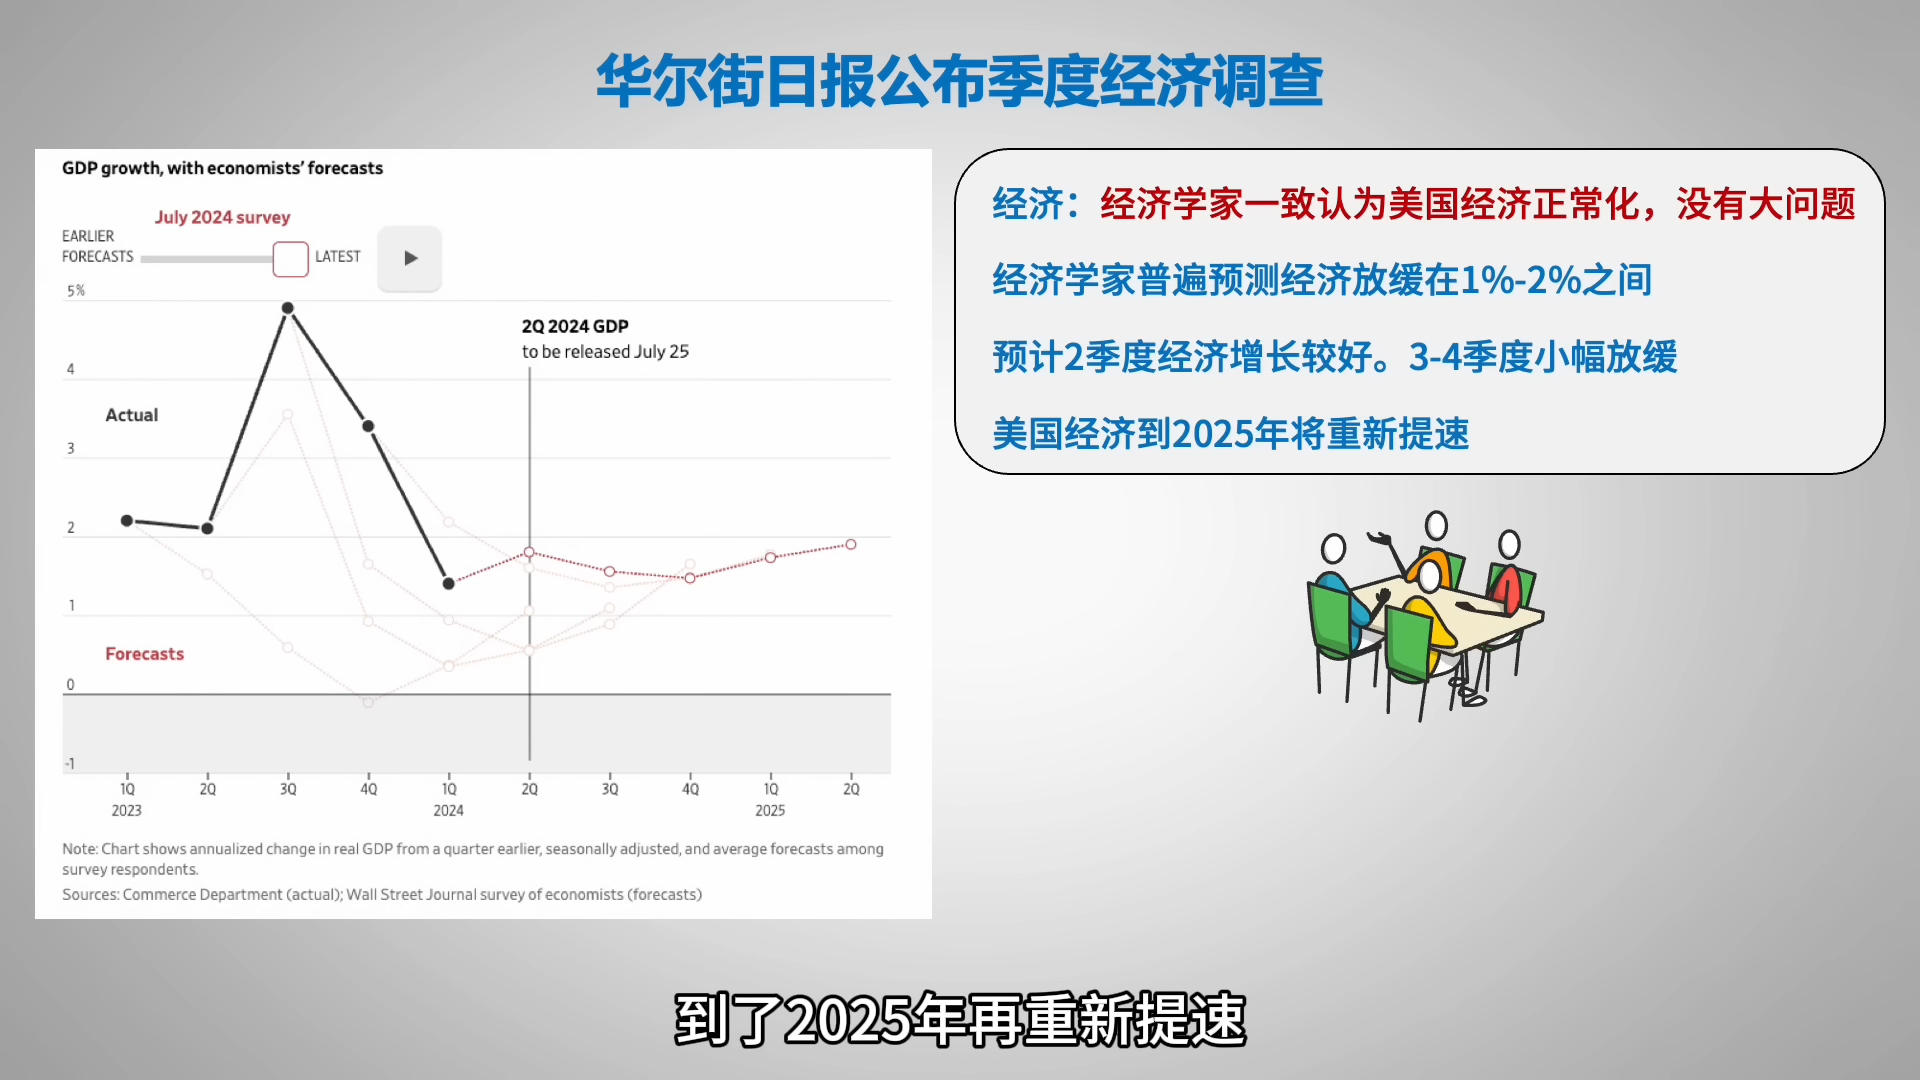 华尔街日报公布季度经济调查
GDP growth, with economists’ forecasts
July 2024 survey
EARLIER
FORECASTS
LATEST
5%
4
3
2
1
0
-1
2Q 2024 GDP
to be released July 25
Actual
Forecasts
1Q 2Q 3Q 4Q 1Q 2Q 3Q 4Q 1Q 2Q
2023 2024 2025
Note: Chart shows annualized change in real GDP from a quarter earlier, seasonally adjusted, and average forecasts among
survey respondents.
Sources: Commerce Department (actual); Wall Street Journal survey of economists (forecasts)
经济：经济学家一致认为美国经济正常化，没有大问题
经济学家普遍预测经济放缓在1%-2%之间
预计2季度经济增长较好。3-4季度小幅放缓
美国经济到2025年将重新提速
到了2025年再重新提速